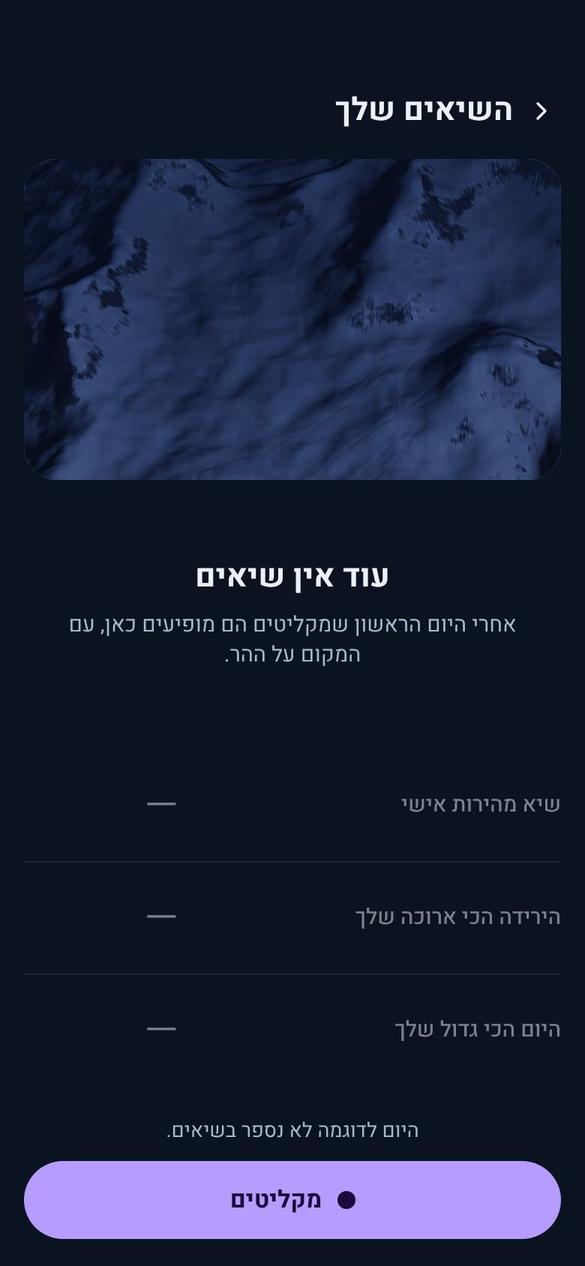 השיאים שלך
עוד אין שיאים
אחרי היום הראשון שמקליטים הם מופיעים כאן, עם
המקום על ההר.
שיא מהירות אישי
—
הירידה הכי ארוכה שלך
—
היום הכי גדול שלך
—
היום לדוגמה לא נספר בשיאים.
מקליטים